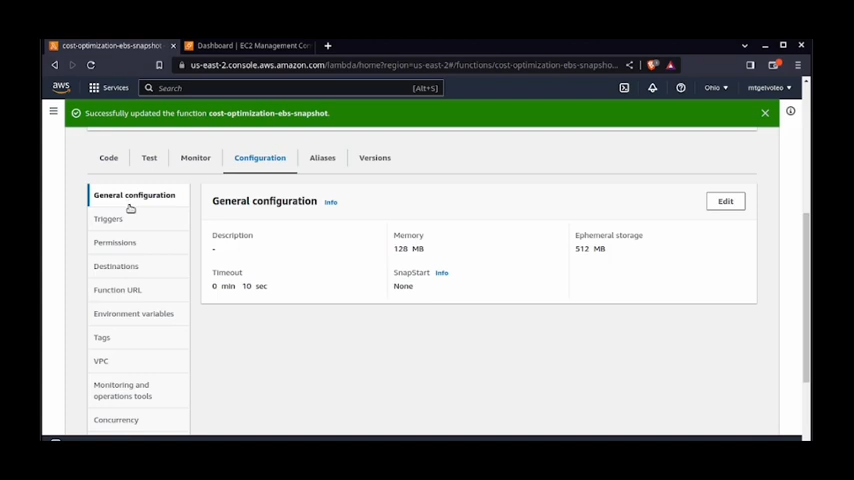 cost-optimization-ebs-snapshot
Dashboard | EC2 Management Con
us-east-2.console.aws.amazon.com/lambda/home?region=us-east-2#/functions/cost-optimization-ebs-snapsho...
aws
Services
Search
[Alt+S]
Ohio
mtgeivoteo
Successfully updated the function cost-optimization-ebs-snapshot.
Code
Test
Monitor
Configuration
Aliases
Versions
General configuration
Triggers
Permissions
Destinations
Function URL
Environment variables
Tags
VPC
Monitoring and
operations tools
Concurrency
General configuration Info
Edit
Description
-
Memory
128 MB
Ephemeral storage
512 MB
Timeout
0 min 10 sec
SnapStart Info
None